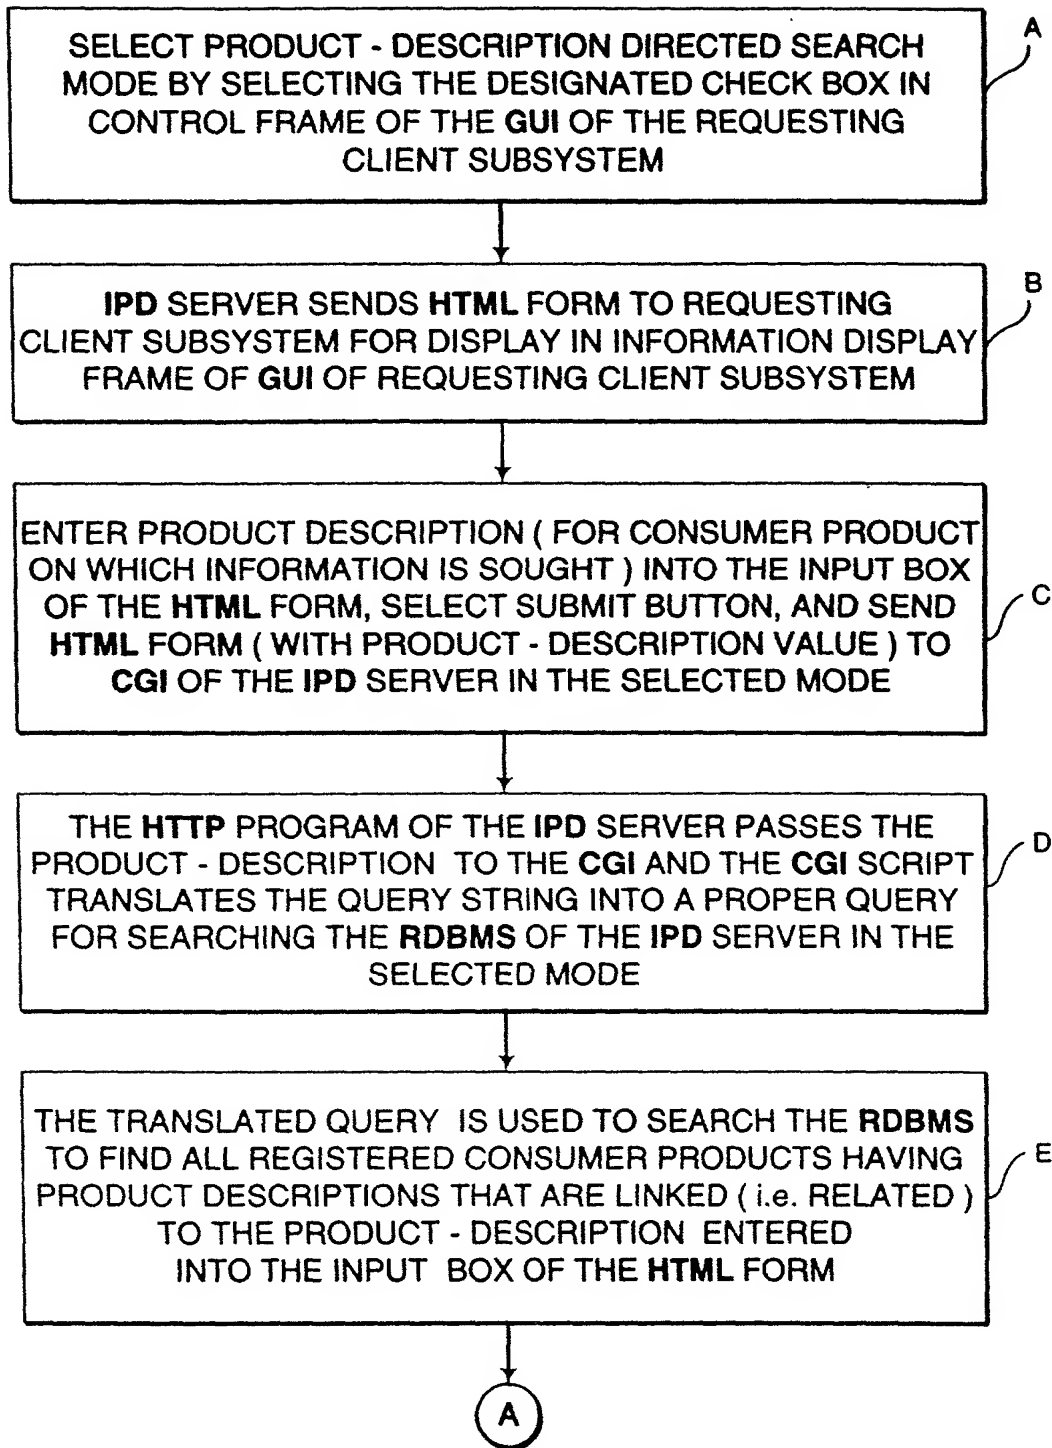 SELECT PRODUCT - DESCRIPTION DIRECTED SEARCH
MODE BY SELECTING THE DESIGNATED CHECK BOX IN
CONTROL FRAME OF THE GUI OF THE REQUESTING
CLIENT SUBSYSTEM
A
IPD SERVER SENDS HTML FORM TO REQUESTING
CLIENT SUBSYSTEM FOR DISPLAY IN INFORMATION DISPLAY
FRAME OF GUI OF REQUESTING CLIENT SUBSYSTEM
B
ENTER PRODUCT DESCRIPTION ( FOR CONSUMER PRODUCT
ON WHICH INFORMATION IS SOUGHT ) INTO THE INPUT BOX
OF THE HTML FORM, SELECT SUBMIT BUTTON, AND SEND
HTML FORM ( WITH PRODUCT - DESCRIPTION VALUE ) TO
CGI OF THE IPD SERVER IN THE SELECTED MODE
C
THE HTTP PROGRAM OF THE IPD SERVER PASSES THE
PRODUCT - DESCRIPTION TO THE CGI AND THE CGI SCRIPT
TRANSLATES THE QUERY STRING INTO A PROPER QUERY
FOR SEARCHING THE RDBMS OF THE IPD SERVER IN THE
SELECTED MODE
D
THE TRANSLATED QUERY IS USED TO SEARCH THE RDBMS
TO FIND ALL REGISTERED CONSUMER PRODUCTS HAVING
PRODUCT DESCRIPTIONS THAT ARE LINKED ( i.e. RELATED )
TO THE PRODUCT - DESCRIPTION ENTERED
INTO THE INPUT BOX OF THE HTML FORM
E
A